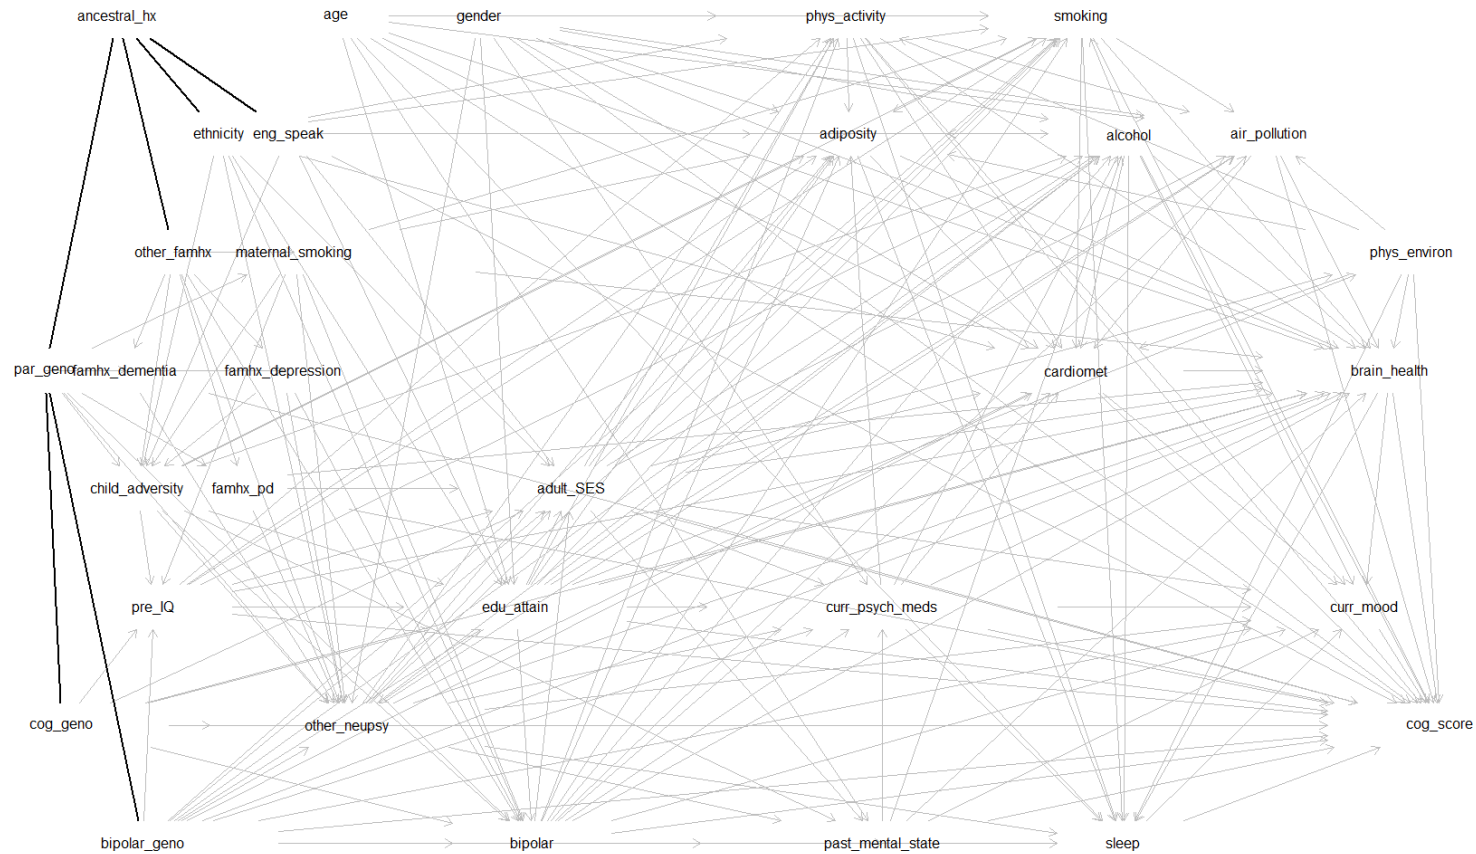 ancestral_hx age gender phys_activity smoking
ethnicity eng_speak adiposity alcohol air_pollution
other_famhx maternal_smoking phys_environ
par_geno famhx_dementia famhx_depression cardiomet brain_health
child_adversity famhx_pd adult_SES
pre_IQ edu_attain curr_psych_meds curr_mood
cog_geno other_neupsy cog_score
bipolar_geno bipolar past_mental_state sleep